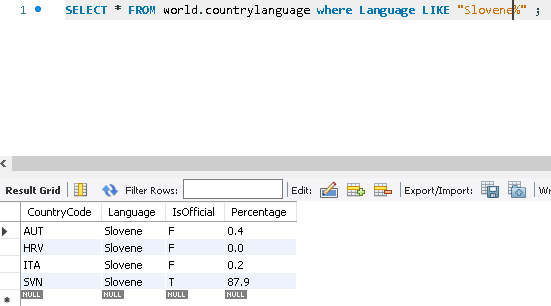 1 SELECT * FROM world.countrylanguage where Language LIKE "Slovene%" ;
Result Grid Filter Rows: Edit: Export/Import: Wr
CountryCode Language IsOfficial Percentage
AUT Slovene F 0.4
HRV Slovene F 0.0
ITA Slovene F 0.2
SVN Slovene T 87.9
NULL NULL NULL NULL